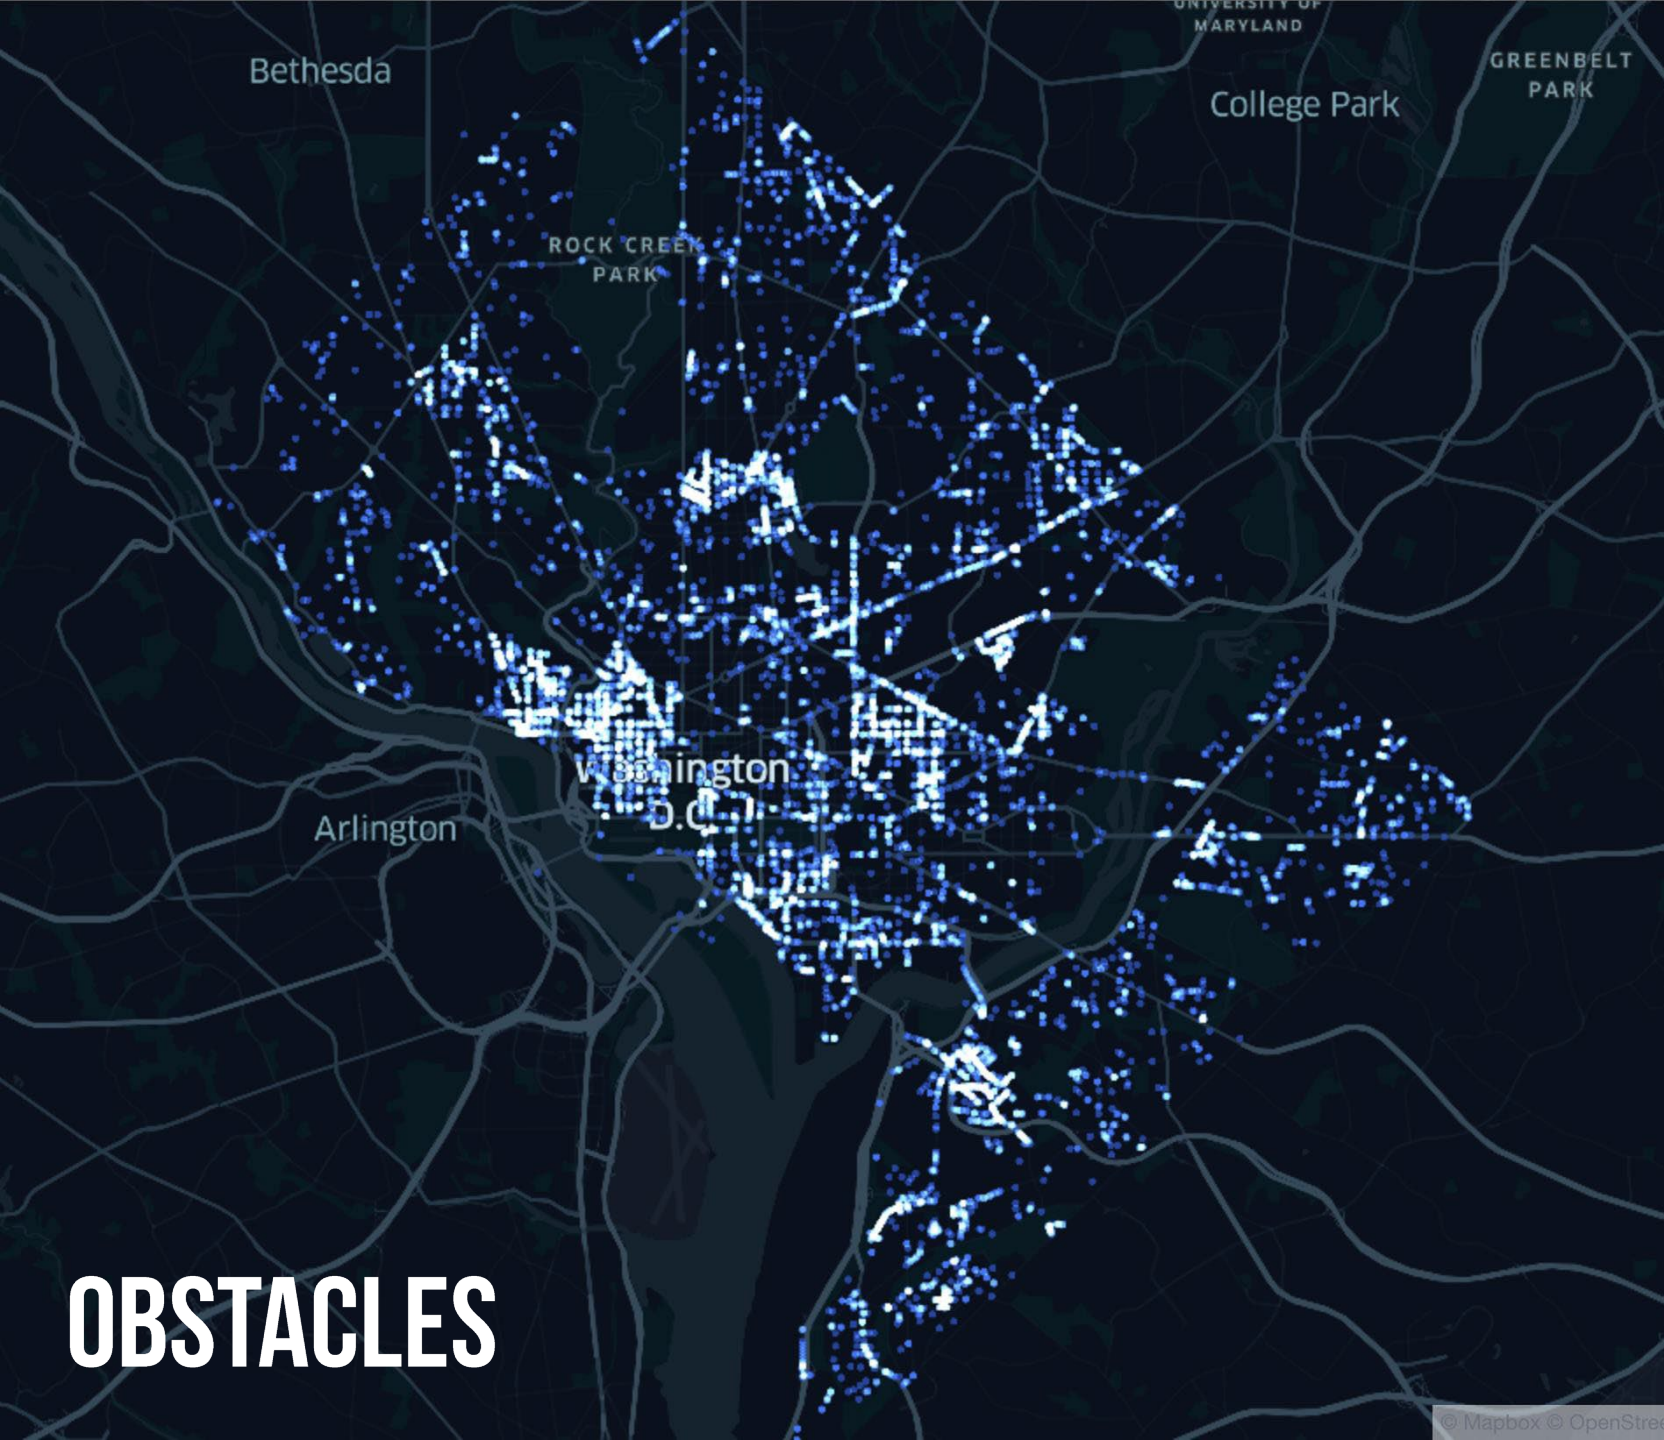 UNIVERSITY OF
MARYLAND
Bethesda
GREENBELT
PARK
College Park
ROCK CREEK
PARK
Washington
D.C.
Arlington
OBSTACLES
© Mapbox © OpenStree